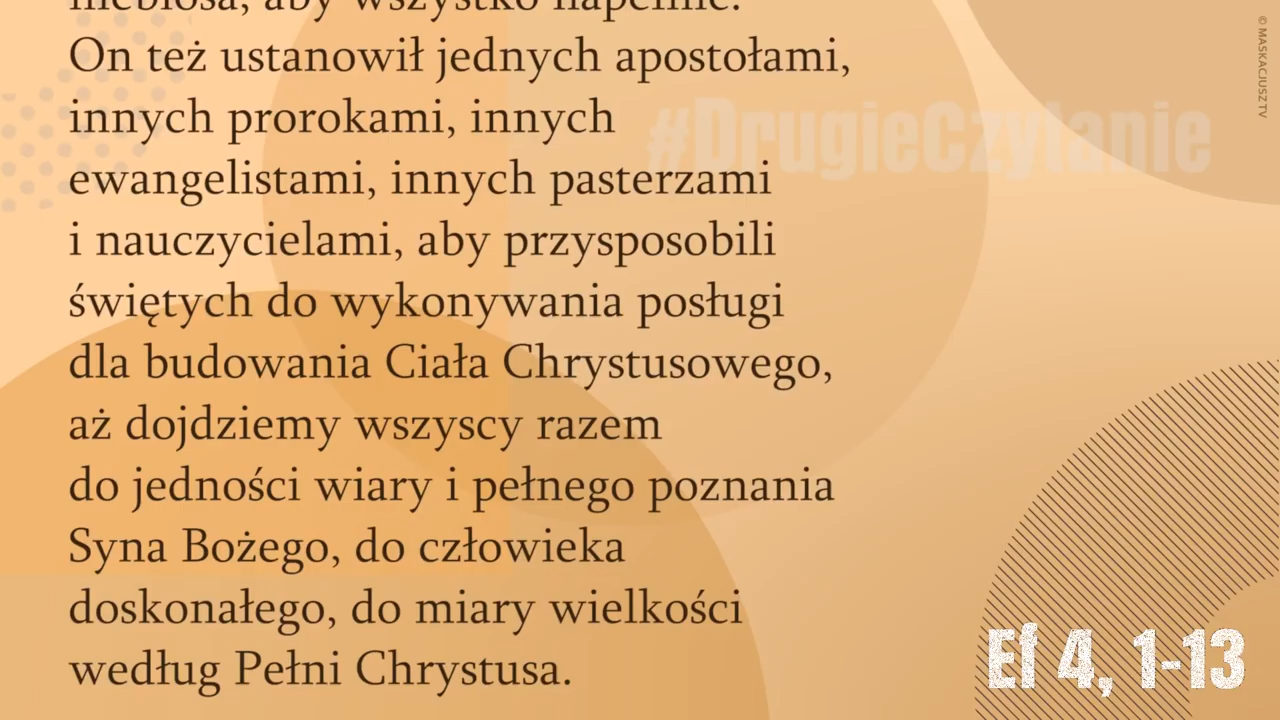 niebiosa, aby wszystko napełnić.
On też ustanowił jednych apostołami,
innych prorokami, innych
ewangelistami, innych pasterzami
i nauczycielami, aby przysposobili
świętych do wykonywania posługi
dla budowania Ciała Chrystusowego,
aż dojdziemy wszyscy razem
do jedności wiary i pełnego poznania
Syna Bożego, do człowieka
doskonałego, do miary wielkości
według Pełni Chrystusa.
#DrugieCzytanie
© MASKACJUSZ TV
Ef 4, 1-13